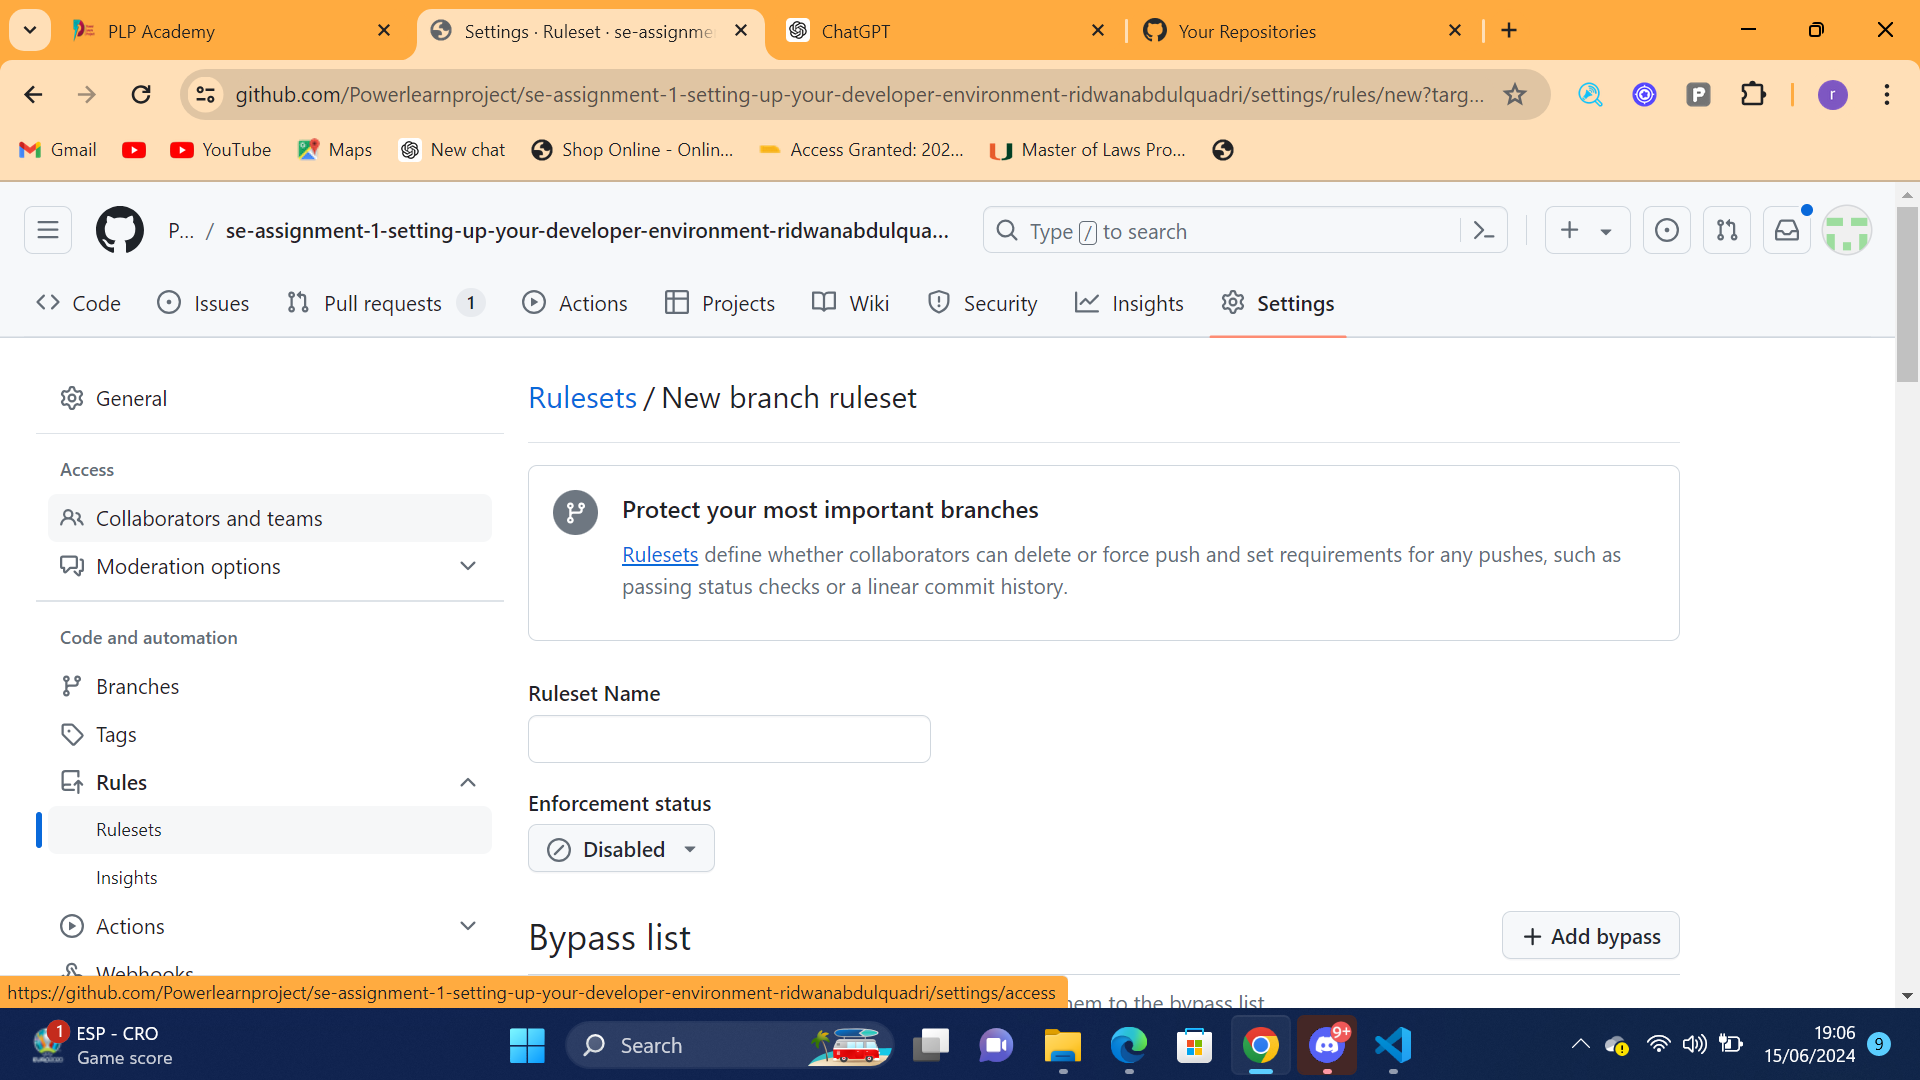 PLP Academy
Settings · Ruleset · se-assignme
ChatGPT
Your Repositories
github.com/Powerlearnproject/se-assignment-1-setting-up-your-developer-environment-ridwanabdulquadri/settings/rules/new?targ...
r
Gmail
YouTube
Maps
New chat
Shop Online - Onlin...
Access Granted: 202...
Master of Laws Pro...
P... / se-assignment-1-setting-up-your-developer-environment-ridwanabdulqua...
Type / to search
Code
Issues
Pull requests 1
Actions
Projects
Wiki
Security
Insights
Settings
General
Access
Collaborators and teams
Moderation options
Code and automation
Branches
Tags
Rules
Rulesets
Insights
Actions
Webhooks
Rulesets / New branch ruleset
Protect your most important branches
Rulesets define whether collaborators can delete or force push and set requirements for any pushes, such as
passing status checks or a linear commit history.
Ruleset Name
Enforcement status
Disabled
Bypass list
Add bypass
hem to the bypass list
https://github.com/Powerlearnproject/se-assignment-1-setting-up-your-developer-environment-ridwanabdulquadri/settings/access
1
ESP - CRO
Game score
Search
9+
19:06
15/06/2024
9